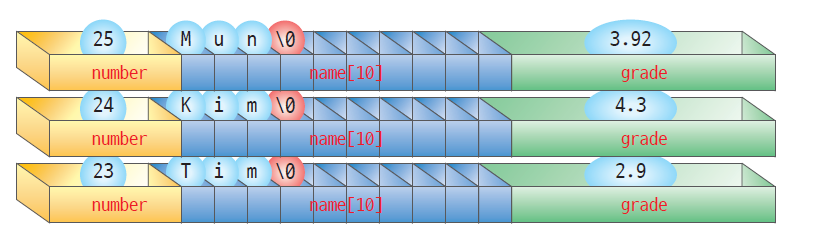 25 M u n \0 3.92
number name[10] grade
24 K i m \0 4.3
number name[10] grade
23 T i m \0 2.9
number name[10] grade